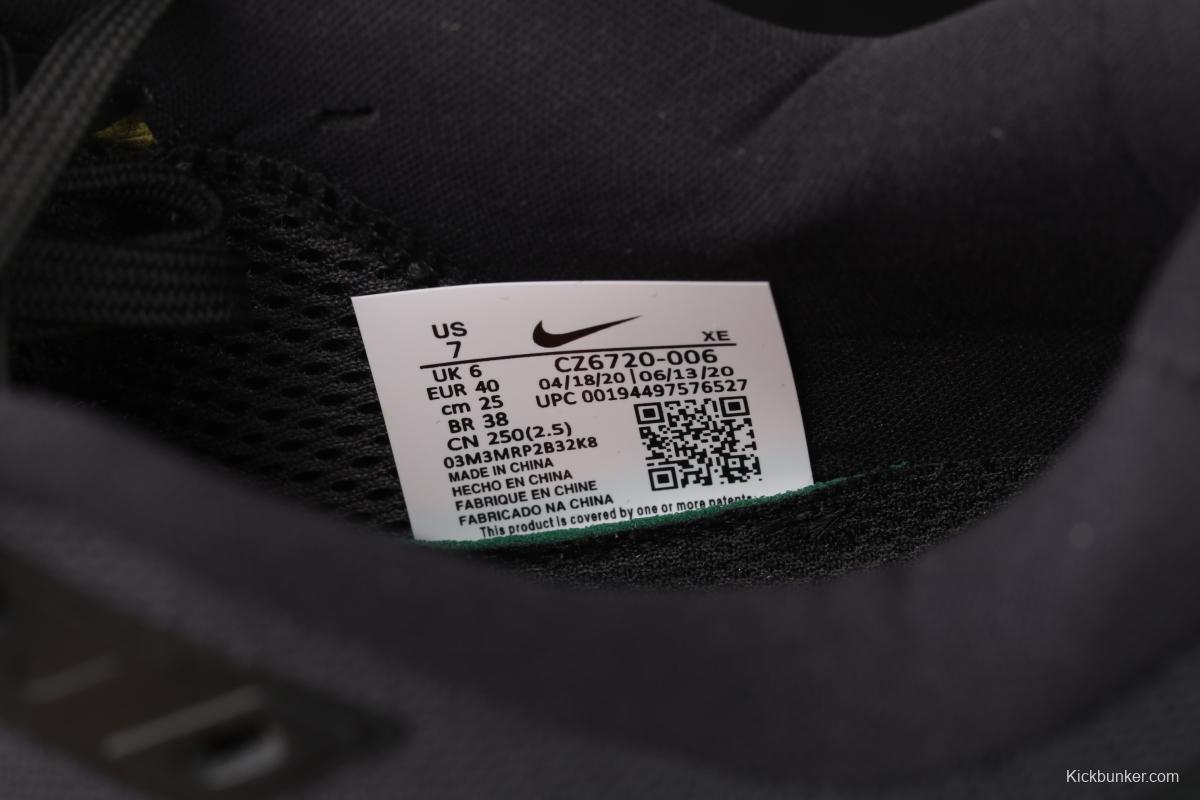 US
7
XE
UK 6
EUR 40
cm 25
BR 38
CN 250(2.5)
03M3MRP2B32K8
MADE IN CHINA
HECHO EN CHINA
FABRIQUE EN CHINE
FABRICADO NA CHINA
This product is covered by one or more patents
CZ6720-006
04/18/20 | 06/13/20
UPC 00194497576527
Kickbunker.com